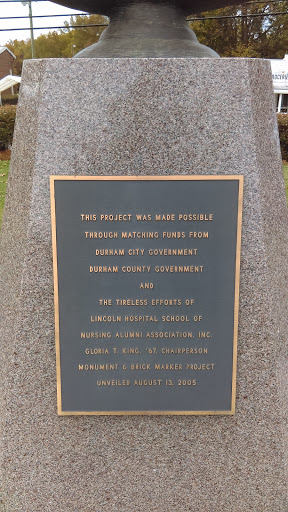 THIS PROJECT WAS MADE POSSIBLE
THROUGH MATCHING FUNDS FROM
DURHAM CITY GOVERNMENT
DURHAM COUNTY GOVERNMENT
AND
THE TIRELESS EFFORTS OF
LINCOLN HOSPITAL SCHOOL OF
NURSING ALUMNI ASSOCIATION, INC.
GLORIA T. KING, '67, CHAIRPERSON
MONUMENT & BRICK MARKER PROJECT
UNVEILED AUGUST 13, 2005